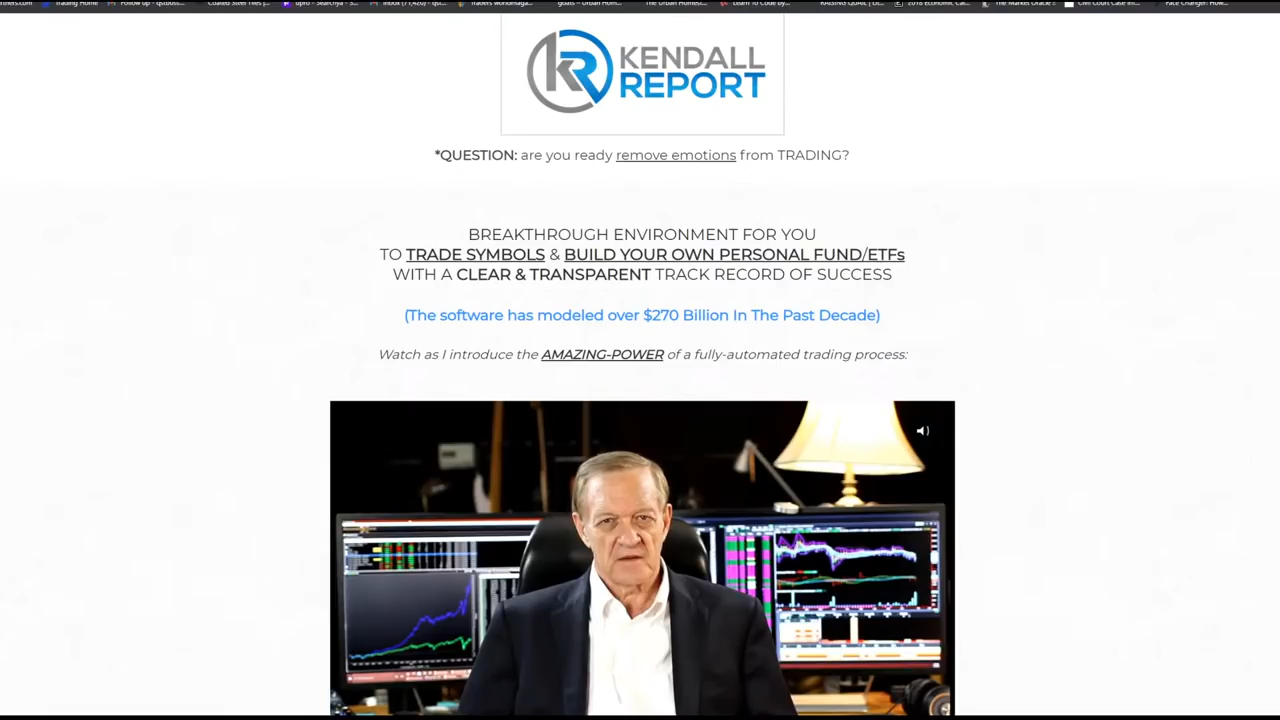 Trading Home
KENDALL
REPORT
*QUESTION: are you ready remove emotions from TRADING?
BREAKTHROUGH ENVIRONMENT FOR YOU
TO TRADE SYMBOLS & BUILD YOUR OWN PERSONAL FUND/ETFs
WITH A CLEAR & TRANSPARENT TRACK RECORD OF SUCCESS
(The software has modeled over $270 Billion In The Past Decade)
Watch as I introduce the AMAZING-POWER of a fully-automated trading process: